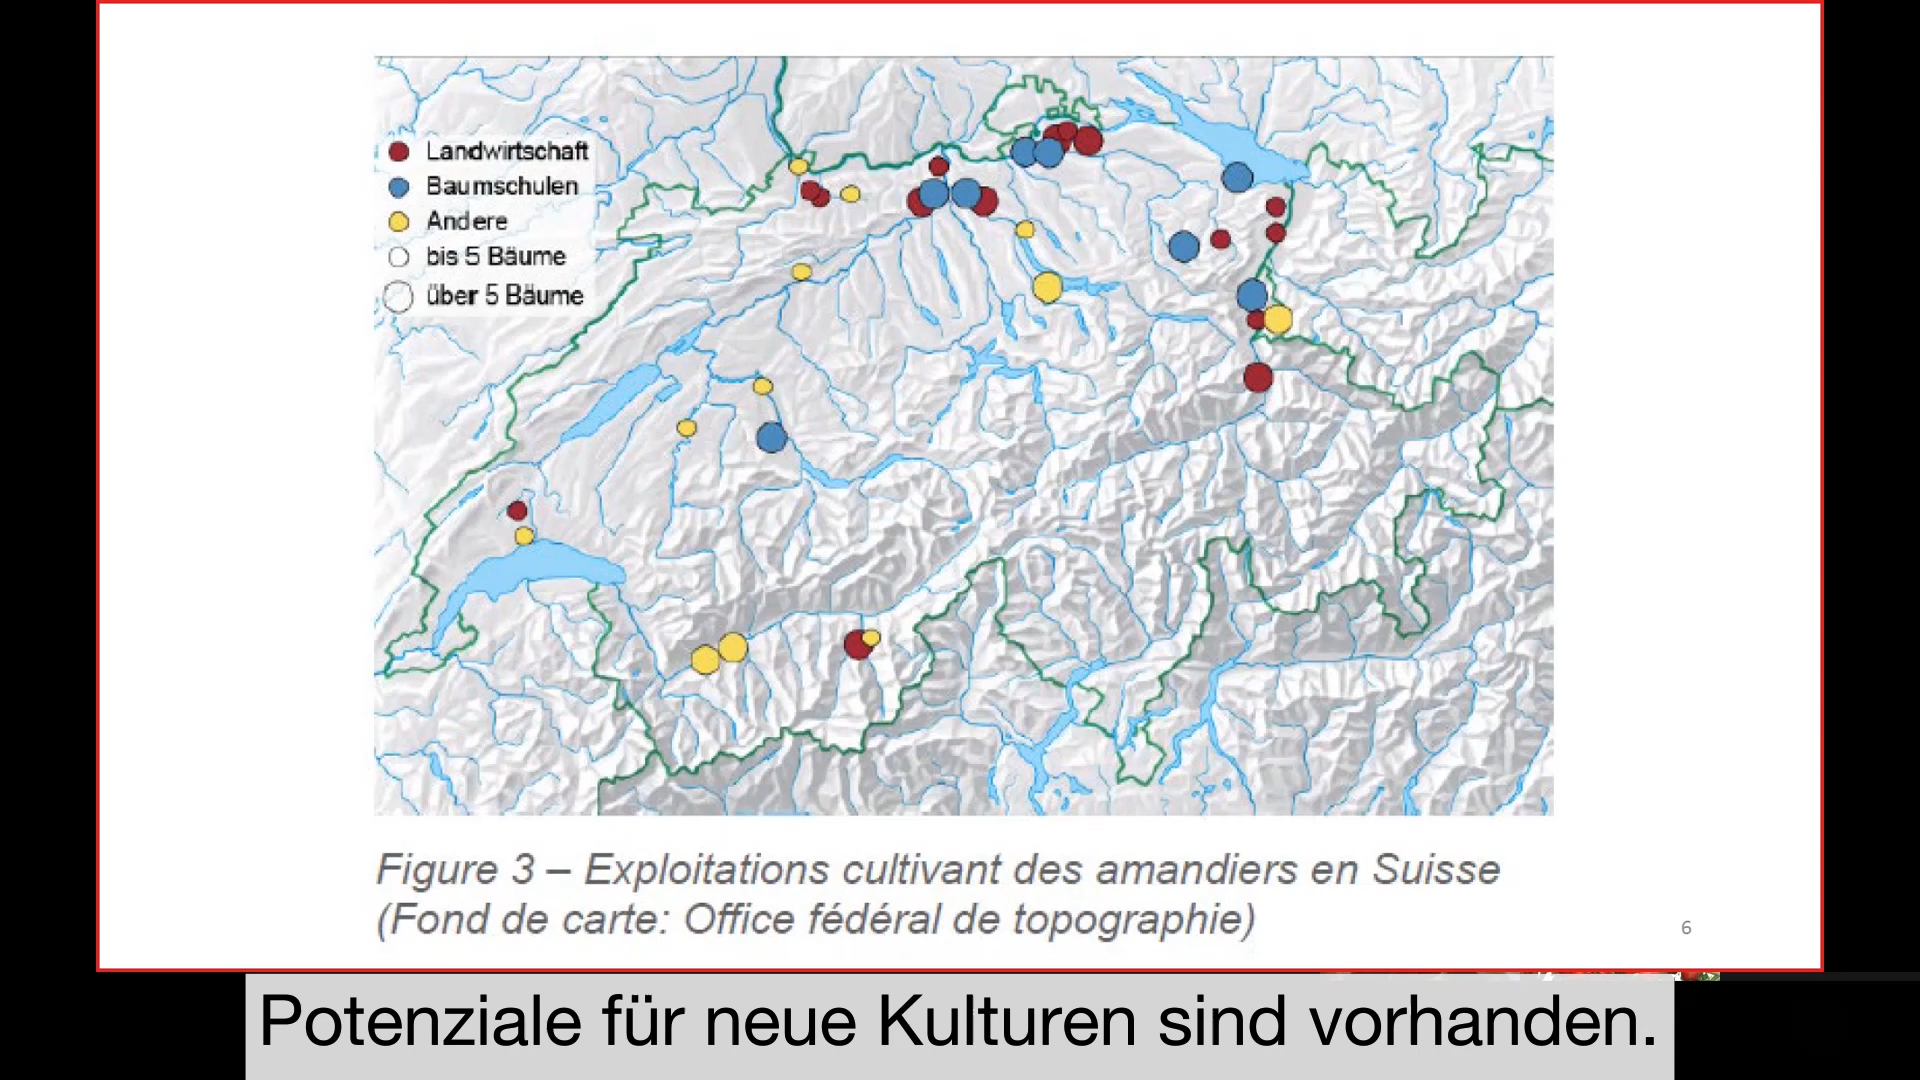 Landwirtschaft
Baumschulen
Andere
bis 5 Bäume
über 5 Bäume
Figure 3 – Exploitations cultivant des amandiers en Suisse
(Fond de carte: Office fédéral de topographie)
6
Potenziale für neue Kulturen sind vorhanden.